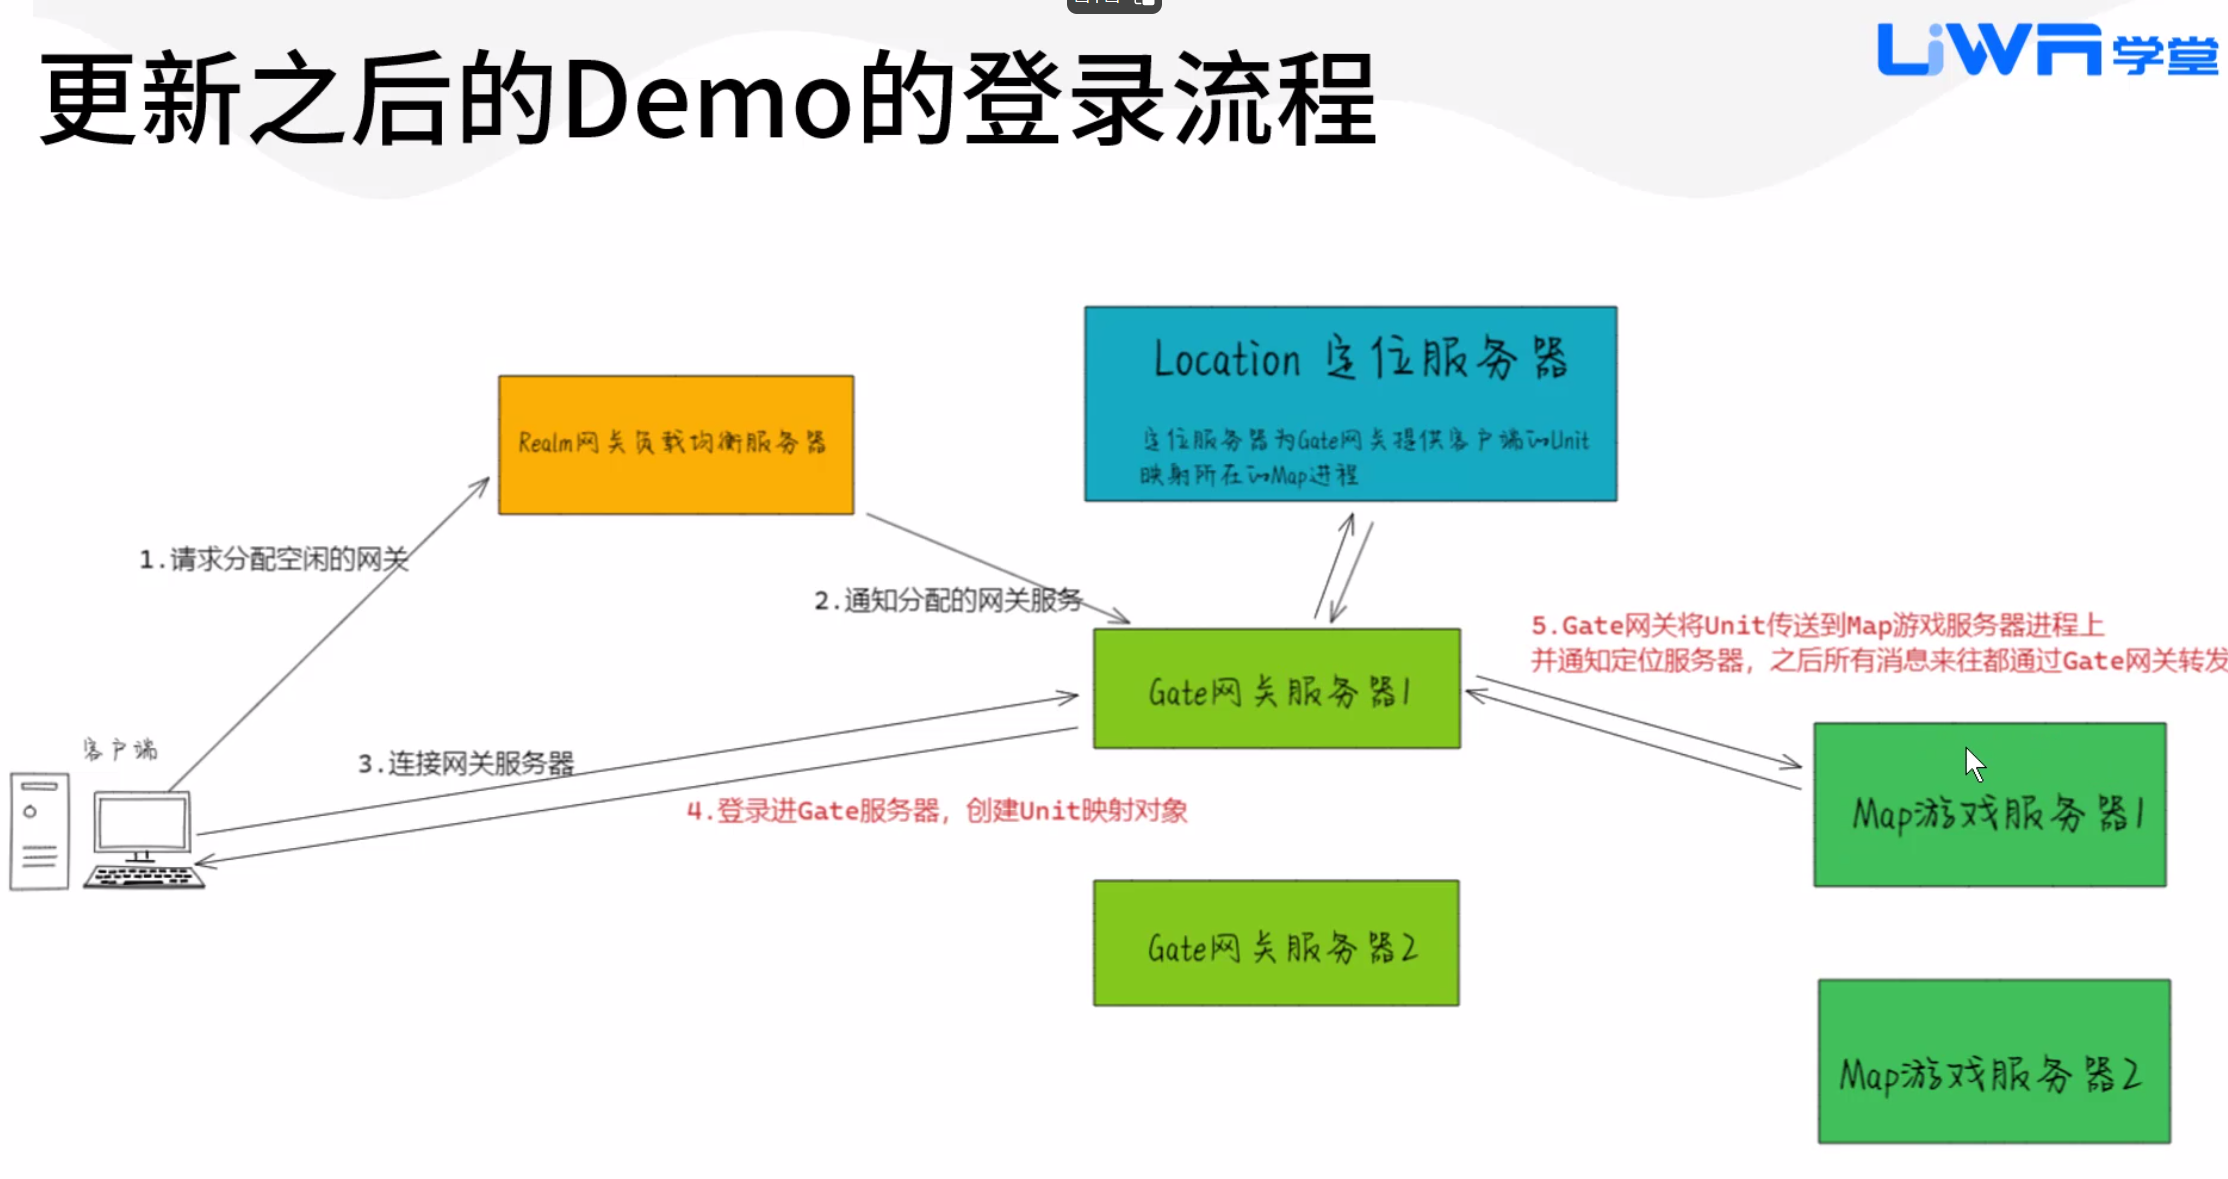 更新之后的Demo的登录流程
LIWA学堂
Location 定位服务器
定位服务器为Gate网关提供客户端的Unit
映射所在的Map进程
Realm网关负载均衡服务器
1.请求分配空闲的网关
2.通知分配的网关服务
5.Gate网关将Unit传送到Map游戏服务器进程上
并通知定位服务器，之后所有消息来往都通过Gate网关转发
Gate网关服务器1
客户端
3.连接网关服务器
4.登录进Gate服务器，创建Unit映射对象
Map游戏服务器1
Gate网关服务器2
Map游戏服务器2